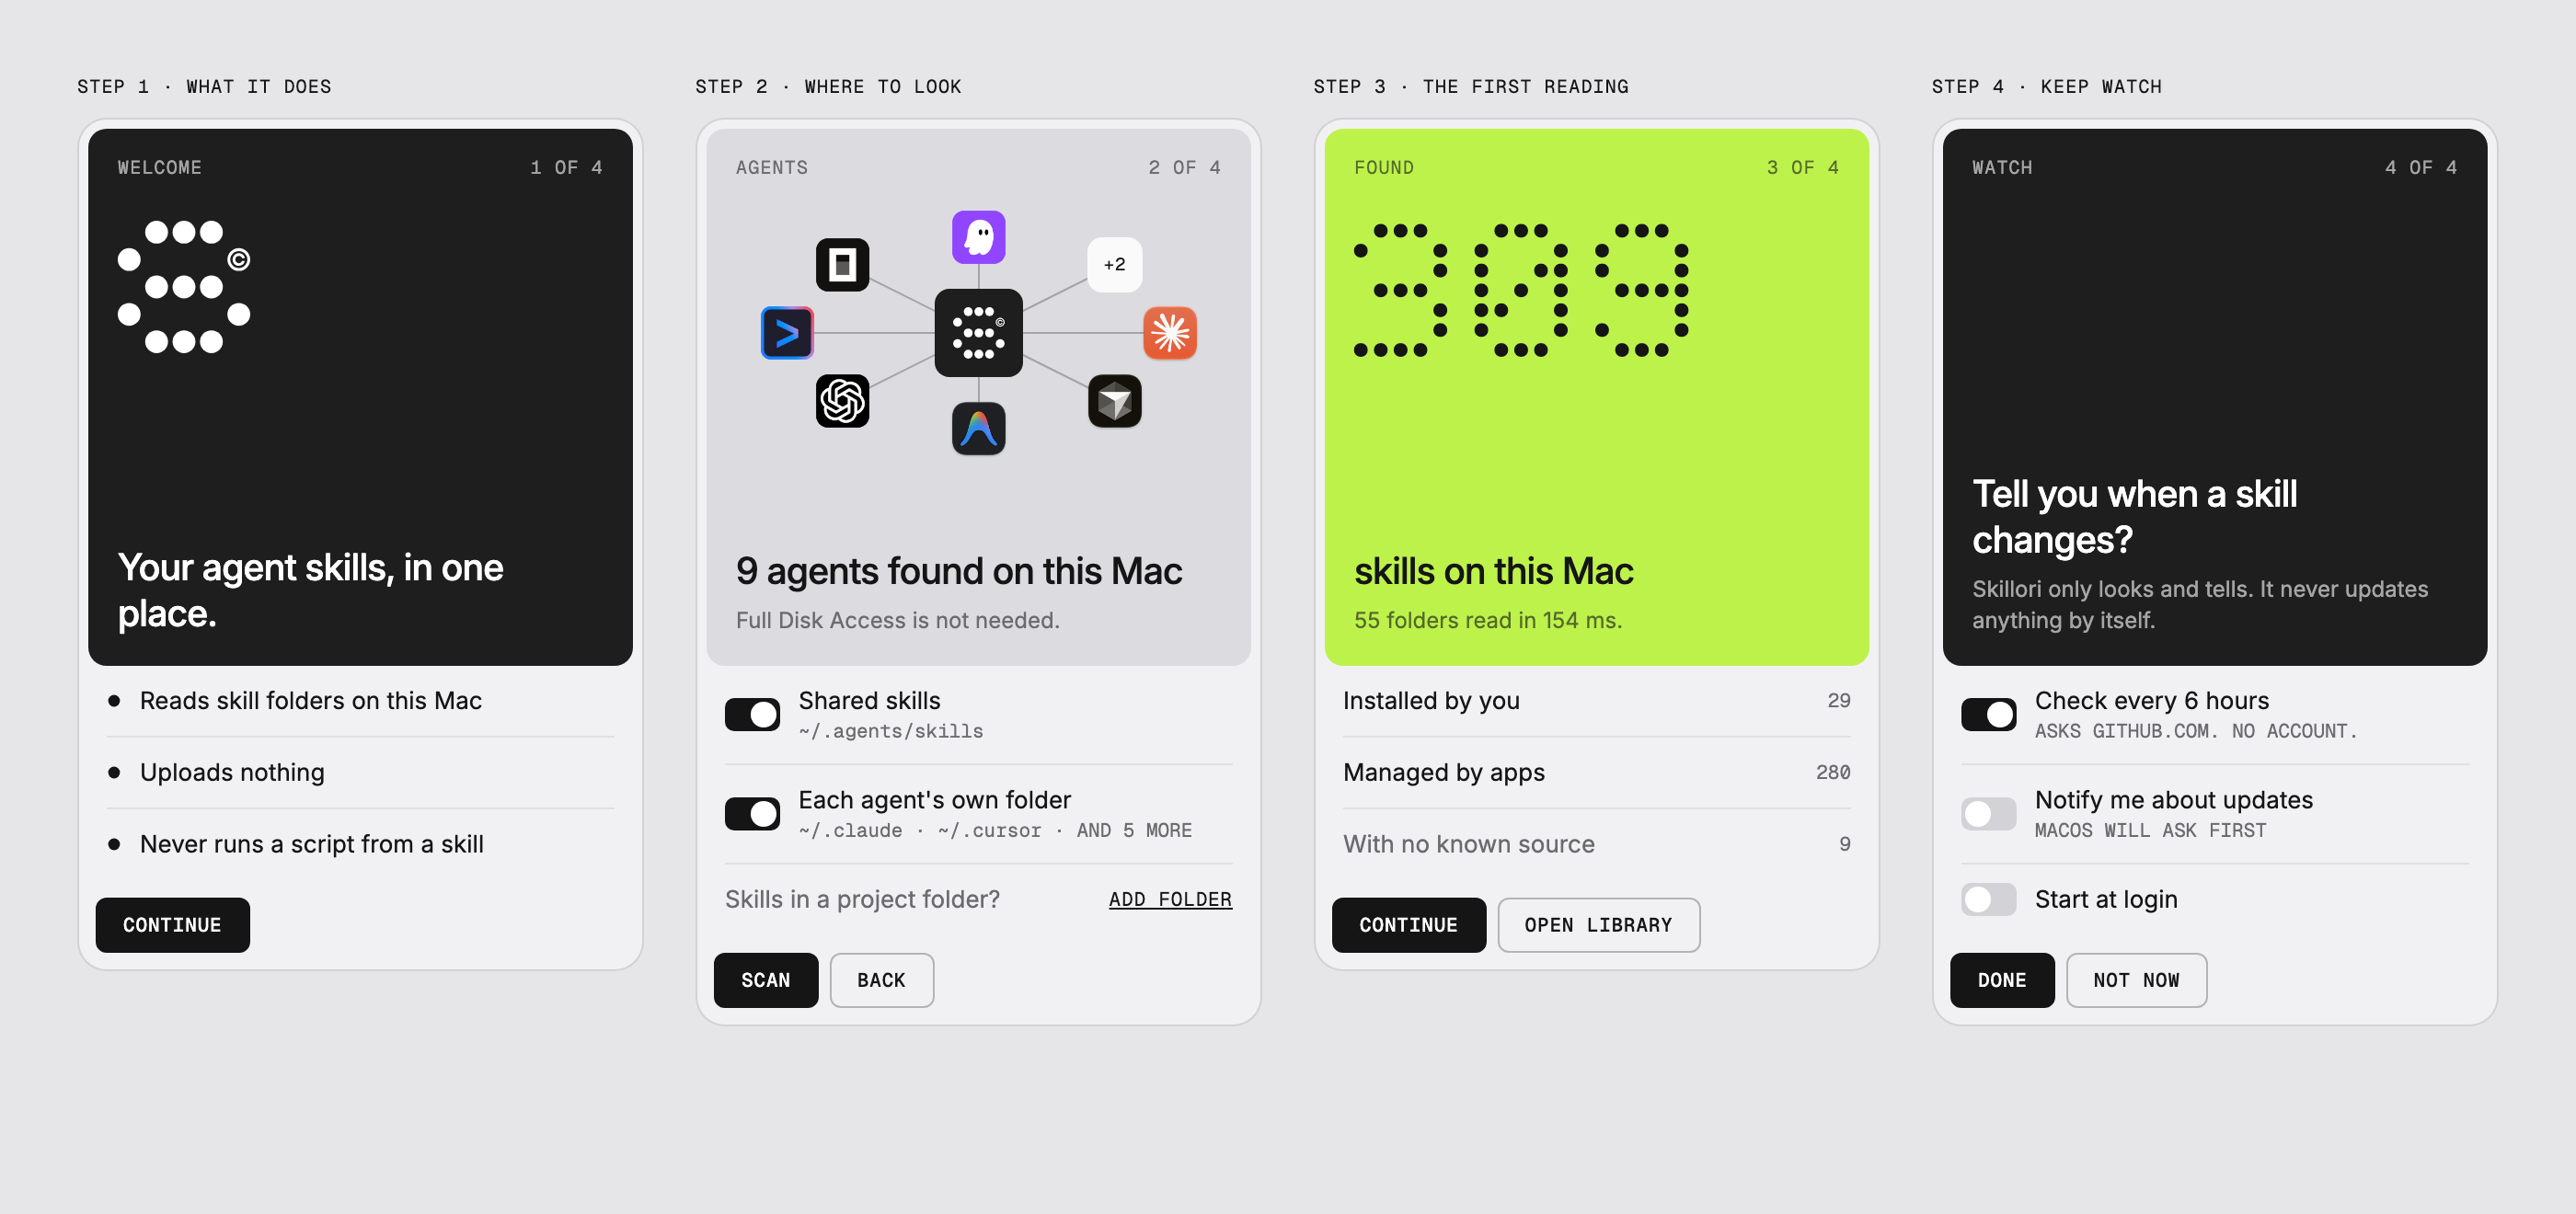 STEP 1 · WHAT IT DOES
WELCOME
1 OF 4
©
Your agent skills, in one
place.
Reads skill folders on this Mac
Uploads nothing
Never runs a script from a skill
CONTINUE
STEP 2 · WHERE TO LOOK
AGENTS
2 OF 4
+2
©
9 agents found on this Mac
Full Disk Access is not needed.
Shared skills
~/.agents/skills
Each agent's own folder
~/.claude · ~/.cursor · AND 5 MORE
Skills in a project folder?
ADD FOLDER
SCAN
BACK
STEP 3 · THE FIRST READING
FOUND
3 OF 4
309
skills on this Mac
55 folders read in 154 ms.
Installed by you
29
Managed by apps
280
With no known source
9
CONTINUE
OPEN LIBRARY
STEP 4 · KEEP WATCH
WATCH
4 OF 4
Tell you when a skill
changes?
Skillori only looks and tells. It never updates
anything by itself.
Check every 6 hours
ASKS GITHUB.COM. NO ACCOUNT.
Notify me about updates
MACOS WILL ASK FIRST
Start at login
DONE
NOT NOW